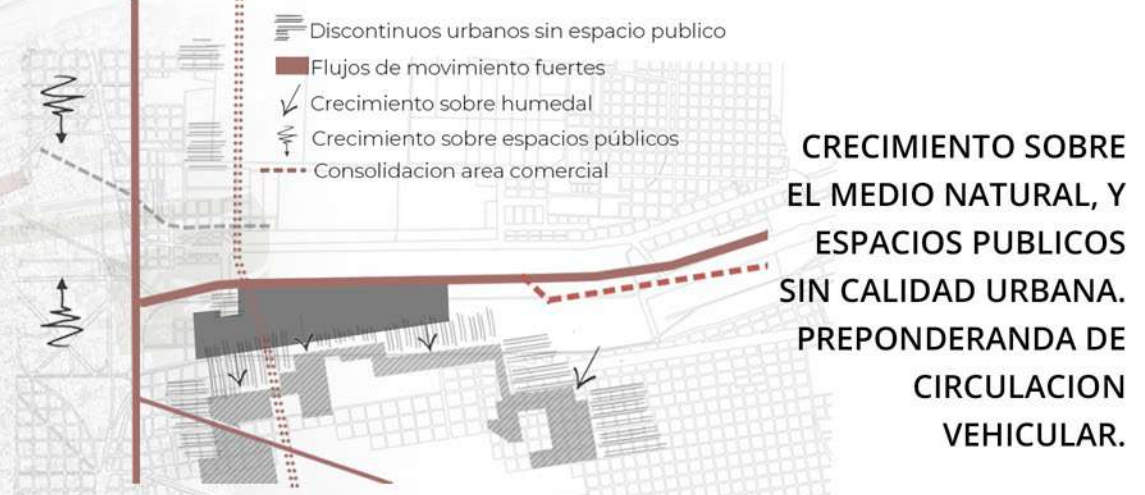 Discontinuos urbanos sin espacio publico
Flujos de movimiento fuertes
Crecimiento sobre humedal
Crecimiento sobre espacios públicos
Consolidacion area comercial
CRECIMIENTO SOBRE
EL MEDIO NATURAL, Y
ESPACIOS PUBLICOS
SIN CALIDAD URBANA.
PREPONDERANDA DE
CIRCULACION
VEHICULAR.